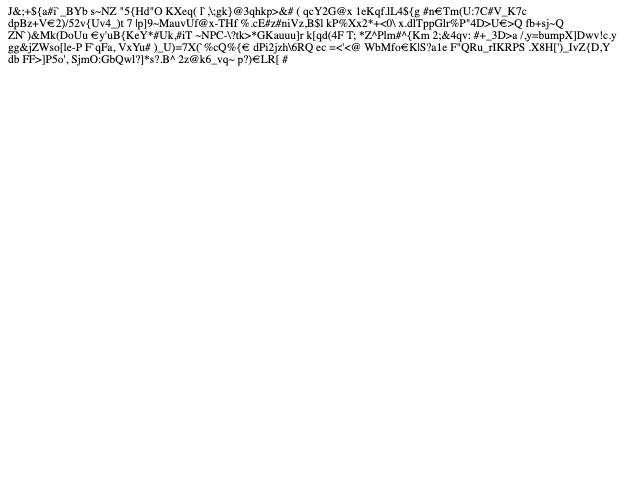 J&;+${a#i`_BYb s~NZ "5{Hd"O KXeq( I` ,\;gk}@3qhkp>&# ( qcY2G@x 1eKqf.lL4${g #n€Tm(U:7C#V_K7c
dpBz+V€2)/52v{Uv4_)t 7 |p]9~MauvUf@x-THf %.cE#z#niVz,B$l kP%Xx2*+<0\ x.dlTppGlr%P"4D>U€>Q fb+sj~Q
ZN`)&Mk(DoUu €y'uB{KeY*#Uk,#iT ~NPC-\?tk>*GKauuu]r k[qd(4F T; *Z^Plm#^{Km 2;&4qv: #+_3D>a /,y=bumpX]Dwv!c.y
gg&jZWso[le-P F`qFa, VxYu# )_U)=7X(`%cQ%{€ dPi2jzh\6RQ ec =<'<@ WbMfo€KlS?a1e F"QRu_rIKRPS .X8H[')_IvZ{D,Y
db FF>]P5o', SjmO:GbQwl?]*s?.B^ 2z@k6_vq~ p?)€LR[ #